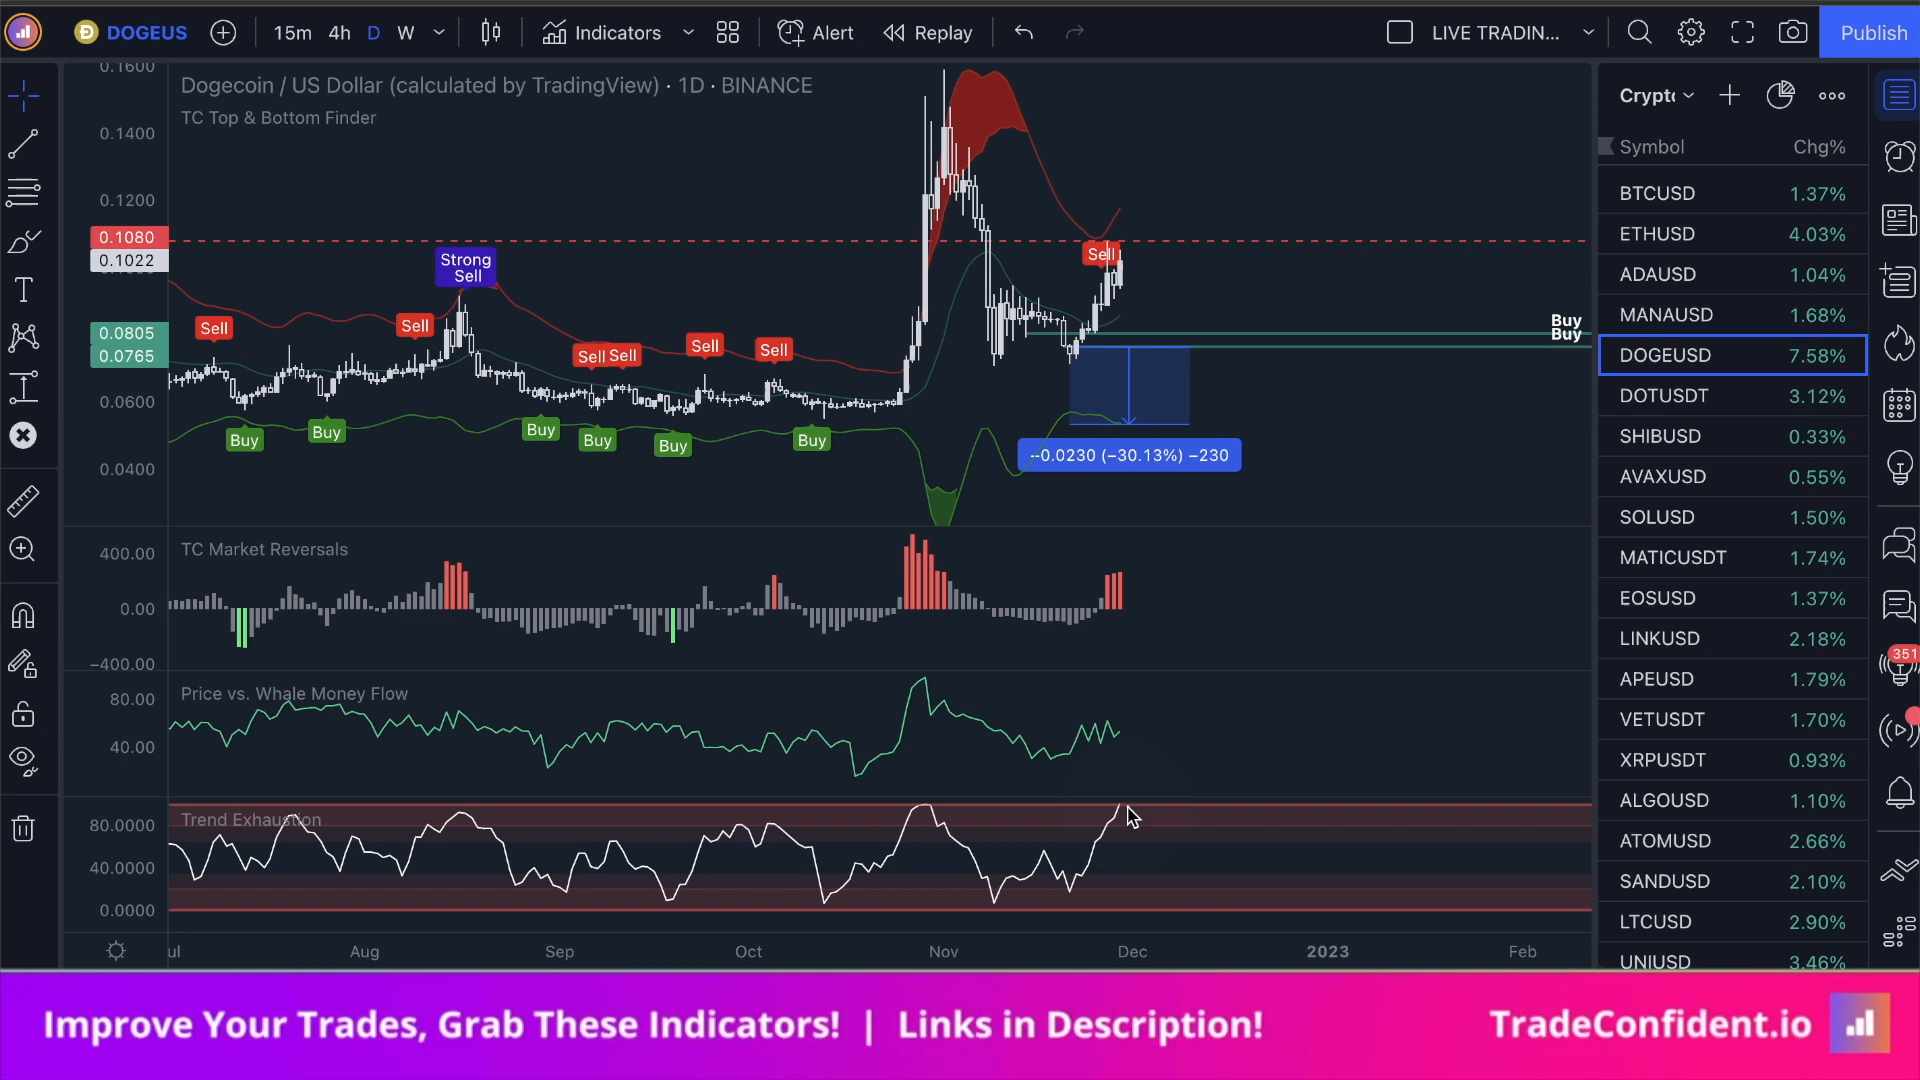 DOGEUS 15m 4h D W Indicators Alert Replay LIVE TRADIN... Publish
Dogecoin / US Dollar (calculated by TradingView) · 1D · BINANCE
TC Top & Bottom Finder
0.1600
0.1400
0.1200
0.1080
0.1022
0.0805
0.0765
0.0600
0.0400
Strong
Sell
Sell
Sell
Sell Sell
Sell
Sell
Sell
Buy
Buy
Buy
Buy
Buy
Buy
Buy
Buy
--0.0230 (−30.13%) −230
TC Market Reversals
400.00
0.00
−400.00
Price vs. Whale Money Flow
80.00
40.00
Trend Exhaustion
80.0000
40.0000
0.0000
ul Aug Sep Oct Nov Dec 2023 Feb
Crypto
Symbol Chg%
BTCUSD 1.37%
ETHUSD 4.03%
ADAUSD 1.04%
MANAUSD 1.68%
DOGEUSD 7.58%
DOTUSDT 3.12%
SHIBUSD 0.33%
AVAXUSD 0.55%
SOLUSD 1.50%
MATICUSDT 1.74%
EOSUSD 1.37%
LINKUSD 2.18%
APEUSD 1.79%
VETUSDT 1.70%
XRPUSDT 0.93%
ALGOUSD 1.10%
ATOMUSD 2.66%
SANDUSD 2.10%
LTCUSD 2.90%
UNIUSD 3.46%
351
Improve Your Trades, Grab These Indicators! | Links in Description! TradeConfident.io